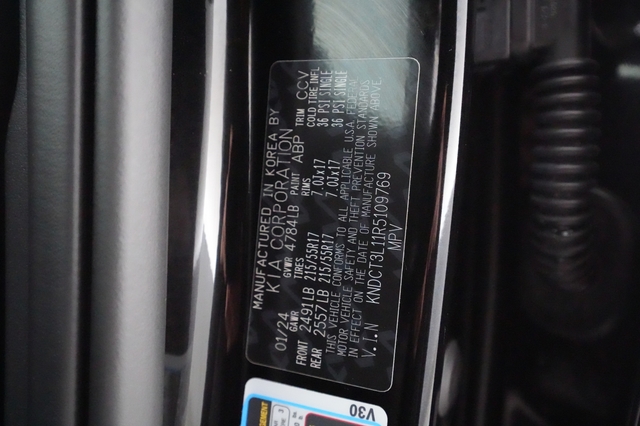 MANUFACTURED IN KOREA BY
KIA CORPORATION
01/24 GVWR 4784LB PAINT ABP TRIM CCV
GAWR TIRES RIMS COLD TIRE INFL
FRONT 2491LB 215/55R17 7.0Jx17 36 PSI SINGLE
REAR 2557LB 215/55R17 7.0Jx17 36 PSI SINGLE
THIS VEHICLE CONFORMS TO ALL APPLICABLE U.S.A. FEDERAL
MOTOR VEHICLE SAFETY AND THEFT PREVENTION STANDARDS
IN EFFECT ON THE DATE OF MANUFACTURE SHOWN ABOVE
V.I.N KNDCT3L11R5109769
MPV
V30